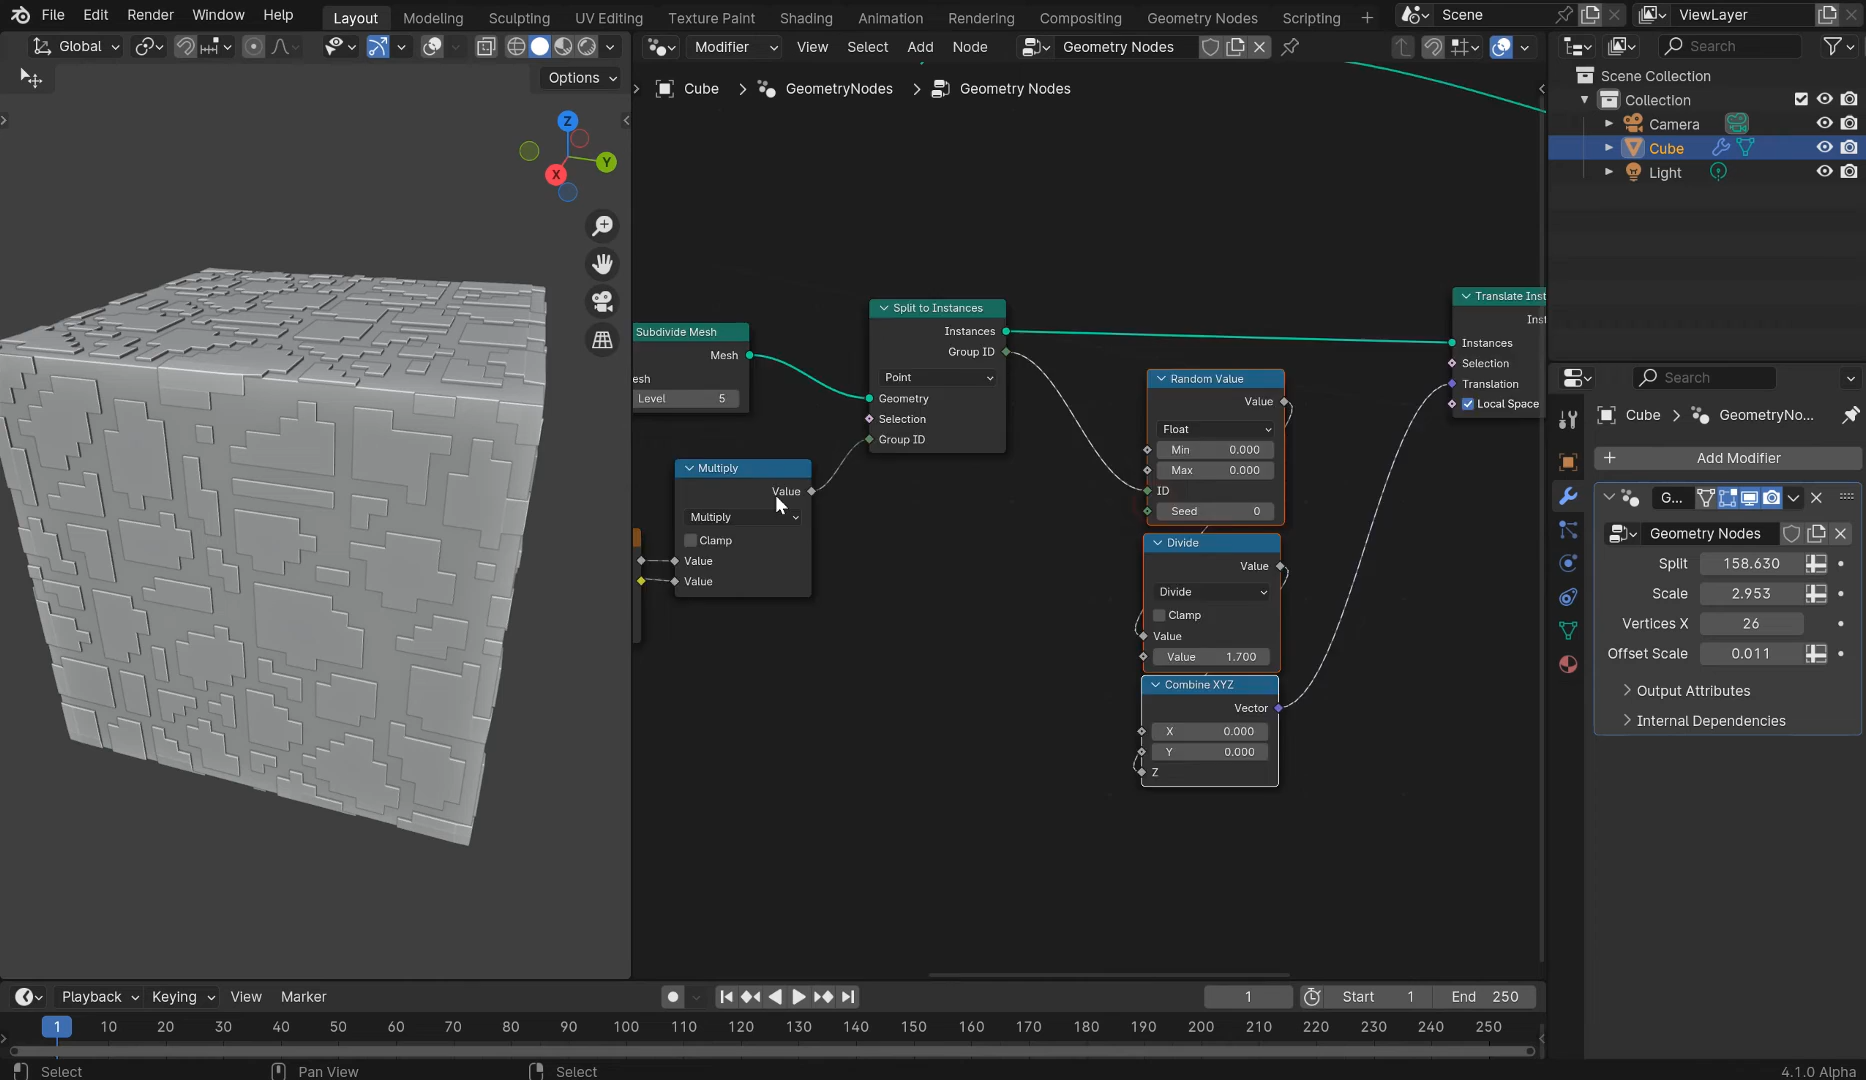 File Edit Render Window Help Layout Modeling Sculpting UV Editing Texture Paint Shading Animation Rendering Compositing Geometry Nodes Scripting + Scene ViewLayer
Global Modifier View Select Add Node Geometry Nodes Search
Options
Cube > GeometryNodes > Geometry Nodes
Scene Collection
Collection
Camera
Cube
Light
Z
Y
X
Subdivide Mesh
Mesh
esh
Level 5
Multiply
Value
Multiply
Clamp
Value
Value
Split to Instances
Instances
Group ID
Point
Geometry
Selection
Group ID
Random Value
Value
Float
Min 0.000
Max 0.000
ID
Seed 0
Divide
Value
Divide
Clamp
Value
Value 1.700
Combine XYZ
Vector
X 0.000
Y 0.000
Z
Translate Inst
Inst
Instances
Selection
Translation
Local Space
Search
Cube > GeometryNo...
Add Modifier
G...
Geometry Nodes
Split 158.630
Scale 2.953
Vertices X 26
Offset Scale 0.011
Output Attributes
Internal Dependencies
Playback Keying View Marker 1 Start 1 End 250
1 10 20 30 40 50 60 70 80 90 100 110 120 130 140 150 160 170 180 190 200 210 220 230 240 250
Select Pan View Select 4.1.0 Alpha